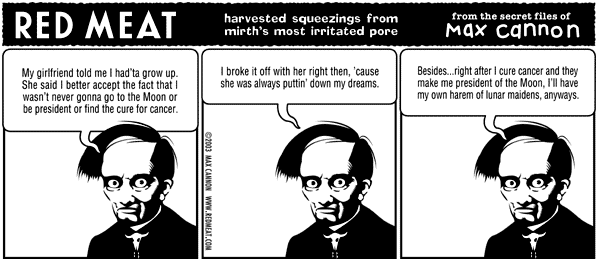 RED MEAT
harvested squeezings from
mirth's most irritated pore
from the secret files of
Max cannon
My girlfriend told me I had'ta grow up.
She said I better accept the fact that I
wasn't never gonna go to the Moon or
be president or find the cure for cancer.
I broke it off with her right then, 'cause
she was always puttin' down my dreams.
©2003 MAX CANNON WWW.REDMEAT.COM
Besides...right after I cure cancer and they
make me president of the Moon, I'll have
my own harem of lunar maidens, anyways.